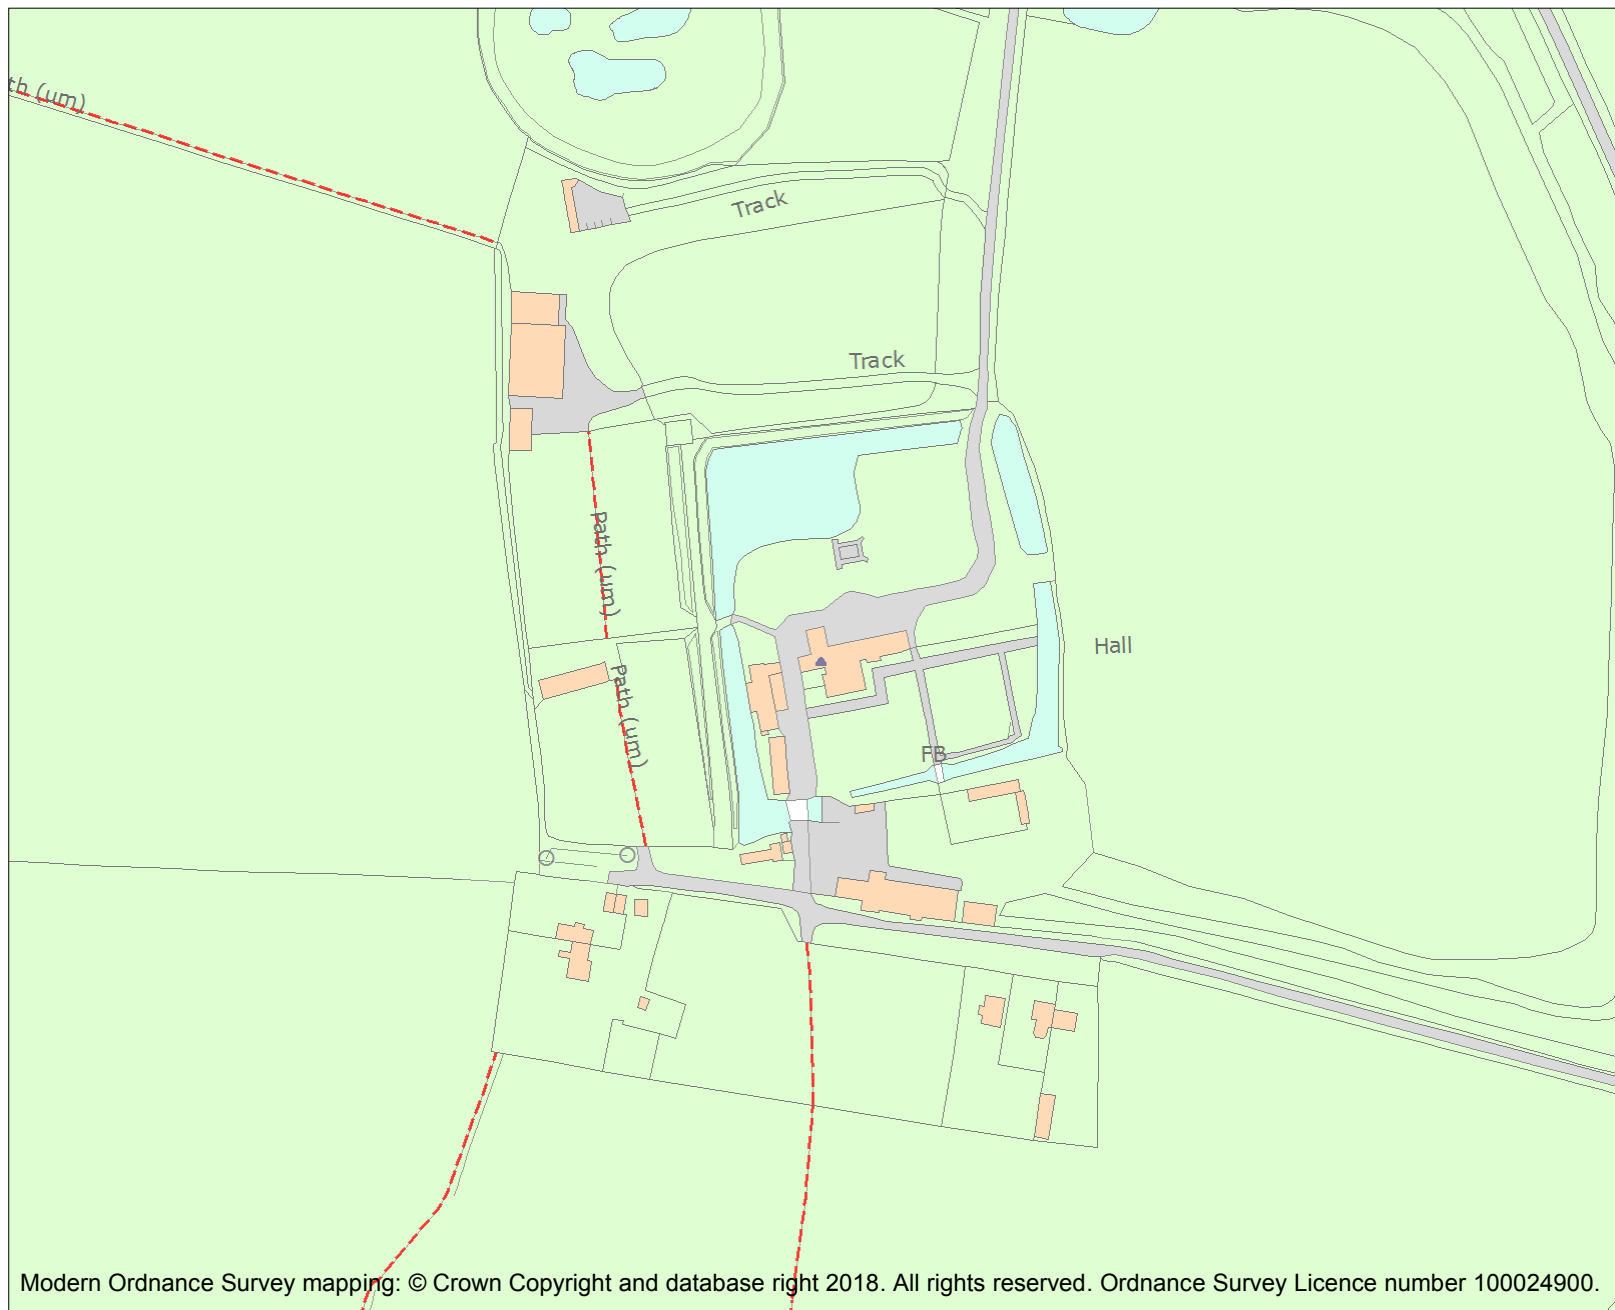 th (um)
Track
Track
Path (um)
Hall
Path (um)
FB
Modern Ordnance Survey mapping: © Crown Copyright and database right 2018. All rights reserved. Ordnance Survey Licence number 100024900.